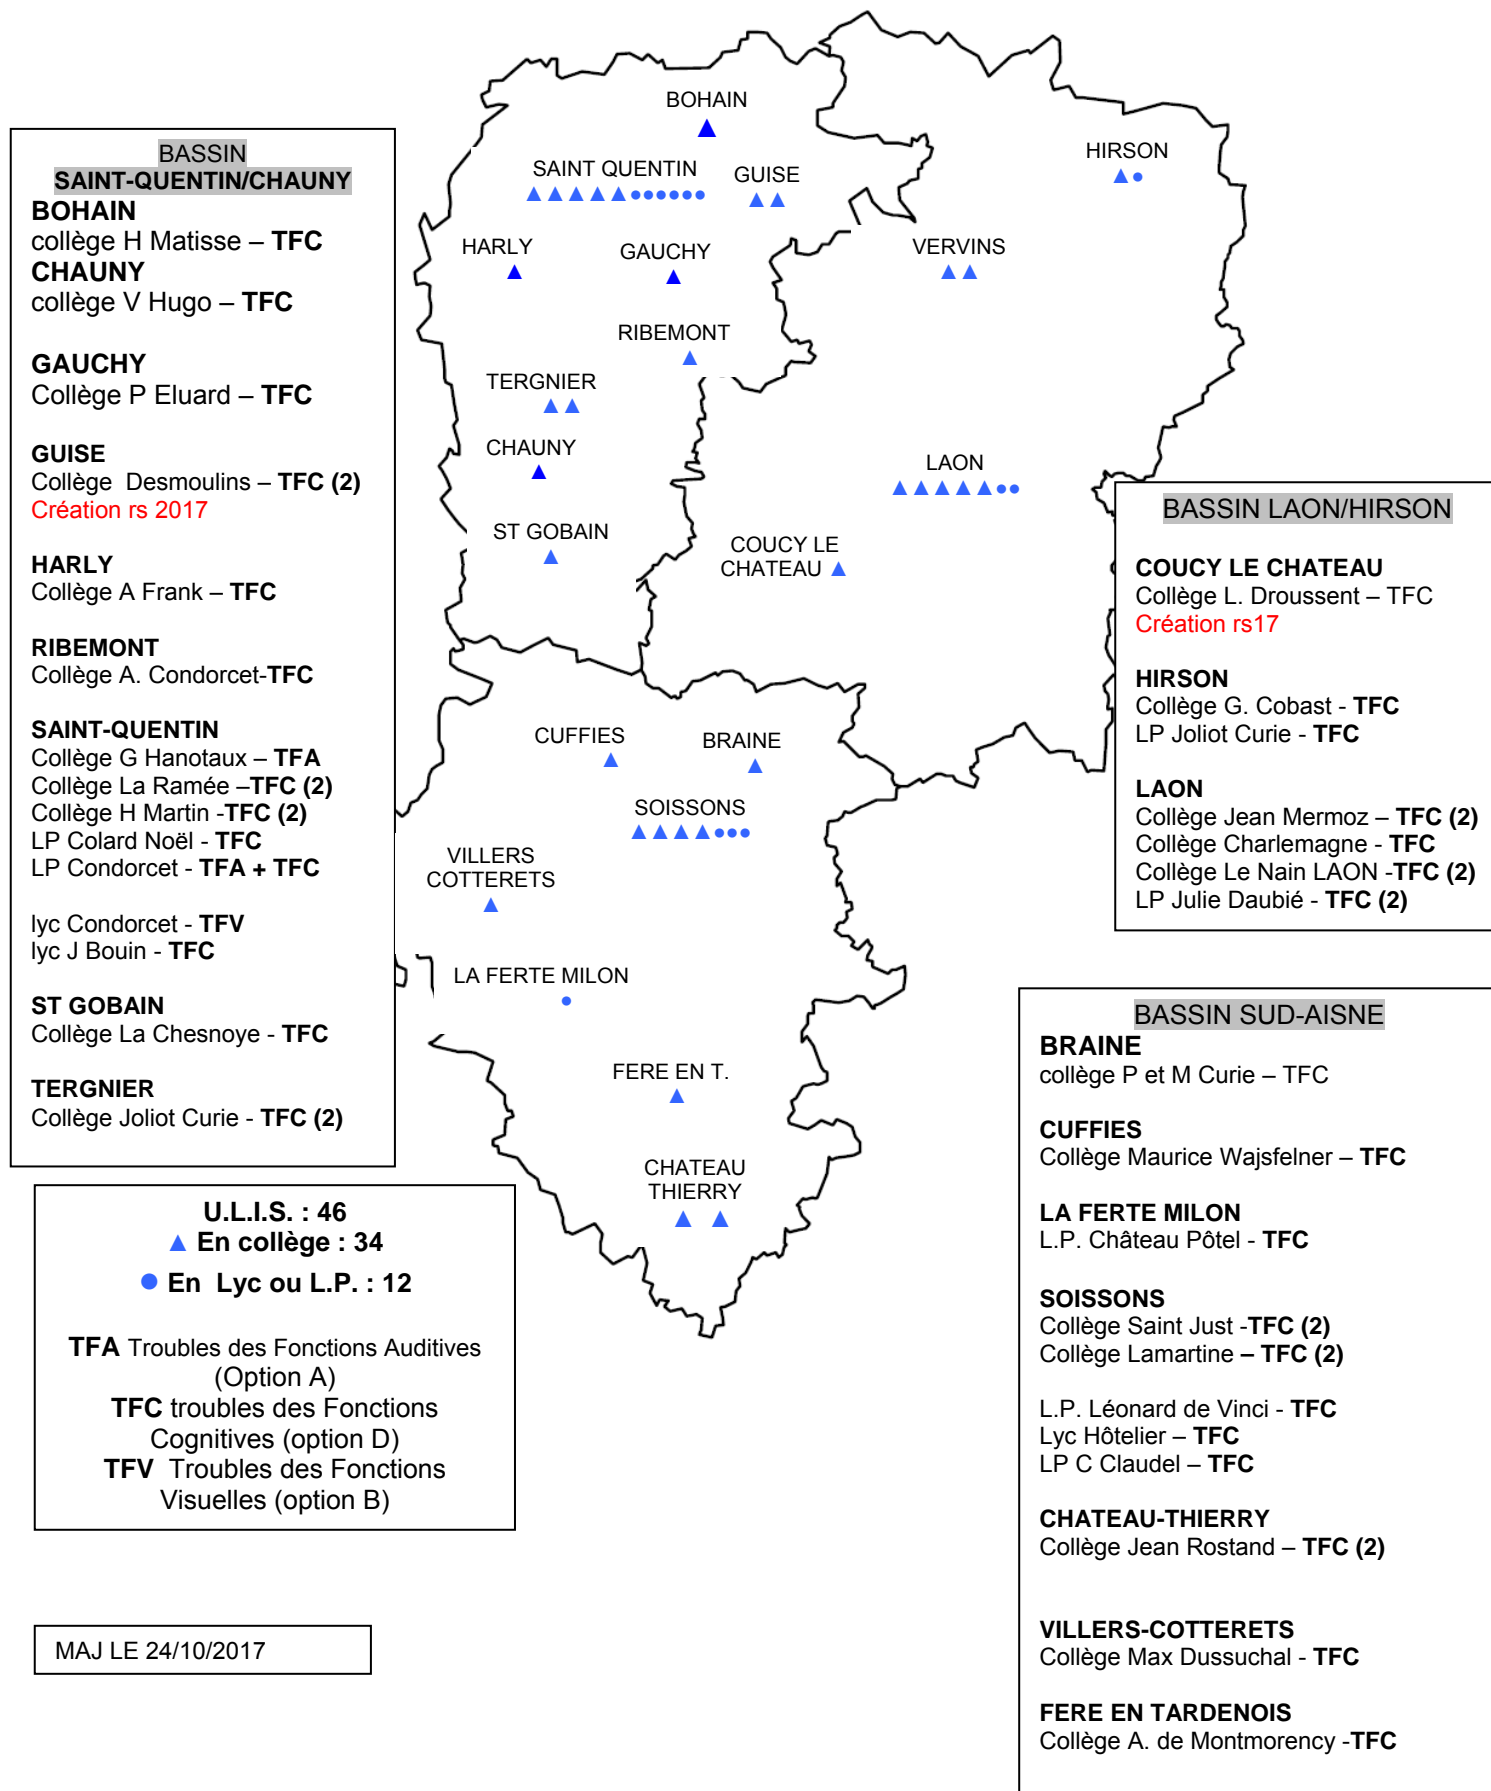 BOHAIN
SAINT QUENTIN
GUISE
HIRSON
HARLY
GAUCHY
VERVINS
RIBEMONT
TERGNIER
CHAUNY
LAON
ST GOBAIN
COUCY LE
CHATEAU
CUFFIES
BRAINE
SOISSONS
VILLERS
COTTERETS
LA FERTE MILON
FERE EN T.
CHATEAU
THIERRY
BASSIN
SAINT-QUENTIN/CHAUNY
BOHAIN
collège H Matisse – TFC
CHAUNY
collège V Hugo – TFC
GAUCHY
Collège P Eluard – TFC
GUISE
Collège  Desmoulins – TFC (2)
Création rs 2017
HARLY
Collège A Frank – TFC
RIBEMONT
Collège A. Condorcet-TFC
SAINT-QUENTIN
Collège G Hanotaux – TFA
Collège La Ramée –TFC (2)
Collège H Martin -TFC (2)
LP Colard Noël - TFC
LP Condorcet - TFA + TFC
lyc Condorcet - TFV
lyc J Bouin - TFC
ST GOBAIN
Collège La Chesnoye - TFC
TERGNIER
Collège Joliot Curie - TFC (2)
U.L.I.S. : 46
▲ En collège : 34
● En  Lyc ou L.P. : 12
TFA Troubles des Fonctions Auditives
(Option A)
TFC troubles des Fonctions
Cognitives (option D)
TFV  Troubles des Fonctions
Visuelles (option B)
MAJ LE 24/10/2017
BASSIN LAON/HIRSON
COUCY LE CHATEAU
Collège L. Droussent – TFC
Création rs17
HIRSON
Collège G. Cobast - TFC
LP Joliot Curie - TFC
LAON
Collège Jean Mermoz – TFC (2)
Collège Charlemagne - TFC
Collège Le Nain LAON -TFC (2)
LP Julie Daubié - TFC (2)
BASSIN SUD-AISNE
BRAINE
collège P et M Curie – TFC
CUFFIES
Collège Maurice Wajsfelner – TFC
LA FERTE MILON
L.P. Château Pôtel - TFC
SOISSONS
Collège Saint Just -TFC (2)
Collège Lamartine – TFC (2)
L.P. Léonard de Vinci - TFC
Lyc Hôtelier – TFC
LP C Claudel – TFC
CHATEAU-THIERRY
Collège Jean Rostand – TFC (2)
VILLERS-COTTERETS
Collège Max Dussuchal - TFC
FERE EN TARDENOIS
Collège A. de Montmorency -TFC